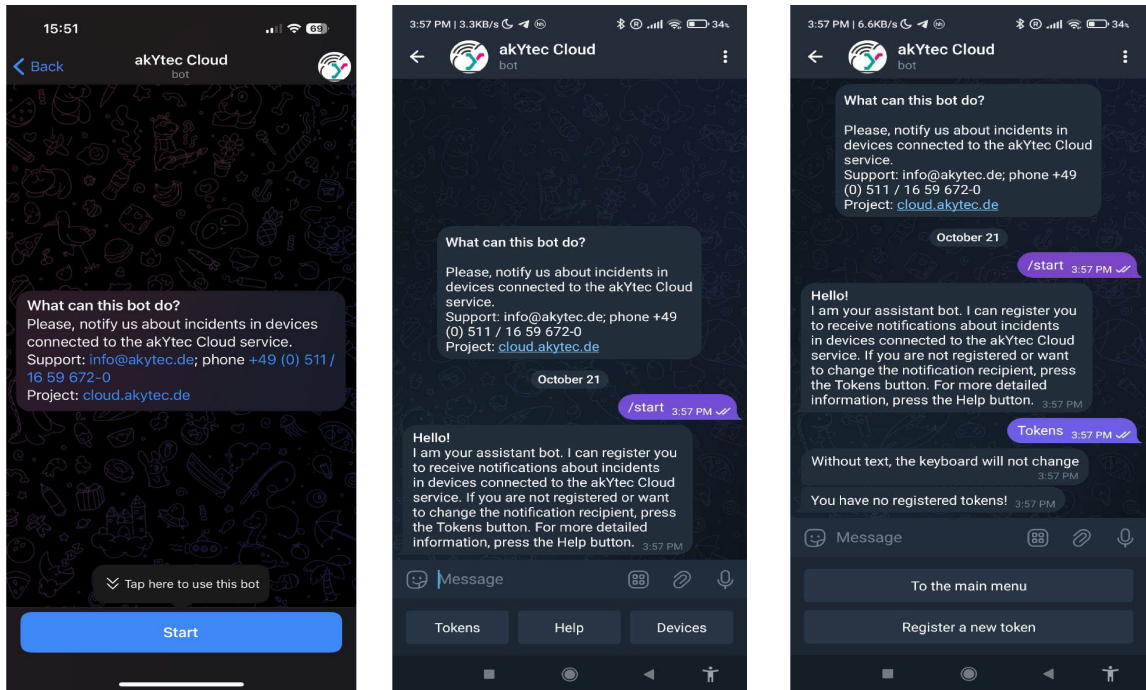 15:51
69
Back
akYtec Cloud
bot
What can this bot do?
Please, notify us about incidents in devices
connected to the akYtec Cloud service.
Support: info@akytec.de; phone +49 (0) 511 /
16 59 672-0
Project: cloud.akytec.de
Tap here to use this bot
Start
3:57 PM | 3.3KB/s
34%
akYtec Cloud
bot
What can this bot do?
Please, notify us about incidents in
devices connected to the akYtec Cloud
service.
Support: info@akytec.de; phone +49
(0) 511 / 16 59 672-0
Project: cloud.akytec.de
October 21
/start 3:57 PM
Hello!
I am your assistant bot. I can register you
to receive notifications about incidents
in devices connected to the akYtec Cloud
service. If you are not registered or want
to change the notification recipient, press
the Tokens button. For more detailed
information, press the Help button. 3:57 PM
Message
Tokens
Help
Devices
3:57 PM | 6.6KB/s
34%
akYtec Cloud
bot
What can this bot do?
Please, notify us about incidents in
devices connected to the akYtec Cloud
service.
Support: info@akytec.de; phone +49
(0) 511 / 16 59 672-0
Project: cloud.akytec.de
October 21
/start 3:57 PM
Hello!
I am your assistant bot. I can register you
to receive notifications about incidents
in devices connected to the akYtec Cloud
service. If you are not registered or want
to change the notification recipient, press
the Tokens button. For more detailed
information, press the Help button. 3:57 PM
Tokens 3:57 PM
Without text, the keyboard will not change
3:57 PM
You have no registered tokens! 3:57 PM
Message
To the main menu
Register a new token